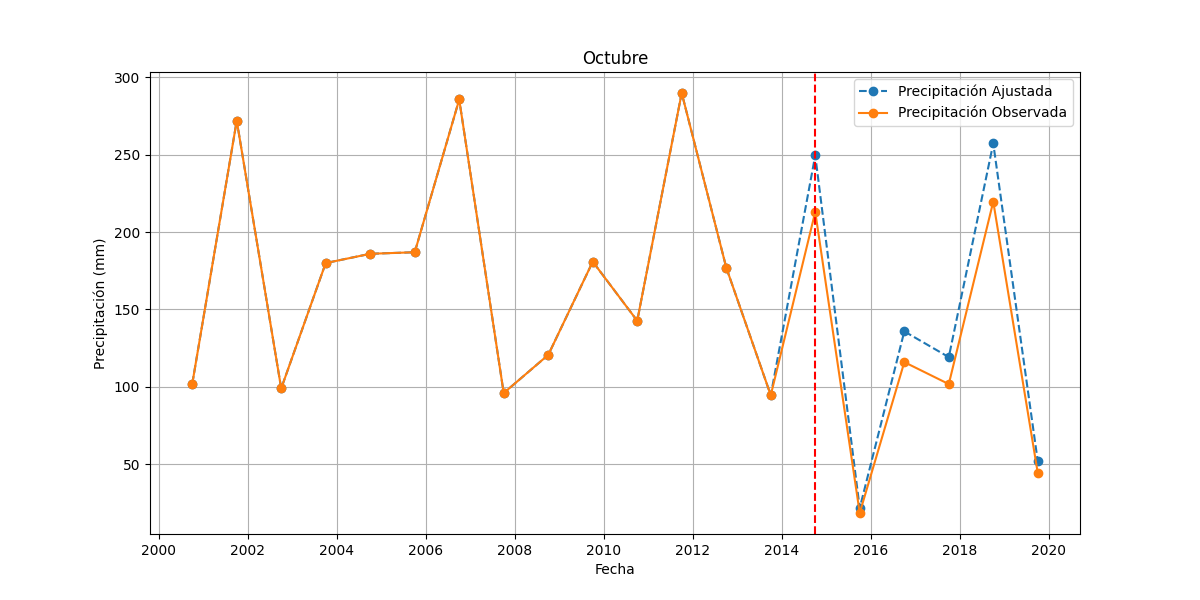 Octubre
Precipitación Ajustada
Precipitación Observada
Precipitación (mm)
300
250
200
150
100
50
2000 2002 2004 2006 2008 2010 2012 2014 2016 2018 2020
Fecha